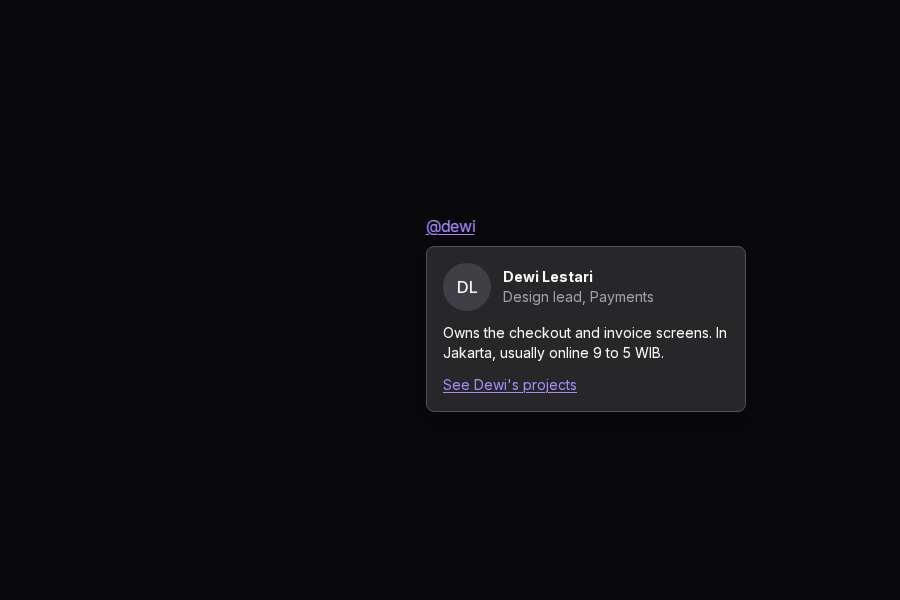 @dewi
DL
Dewi Lestari
Design lead, Payments
Owns the checkout and invoice screens. In
Jakarta, usually online 9 to 5 WIB.
See Dewi's projects